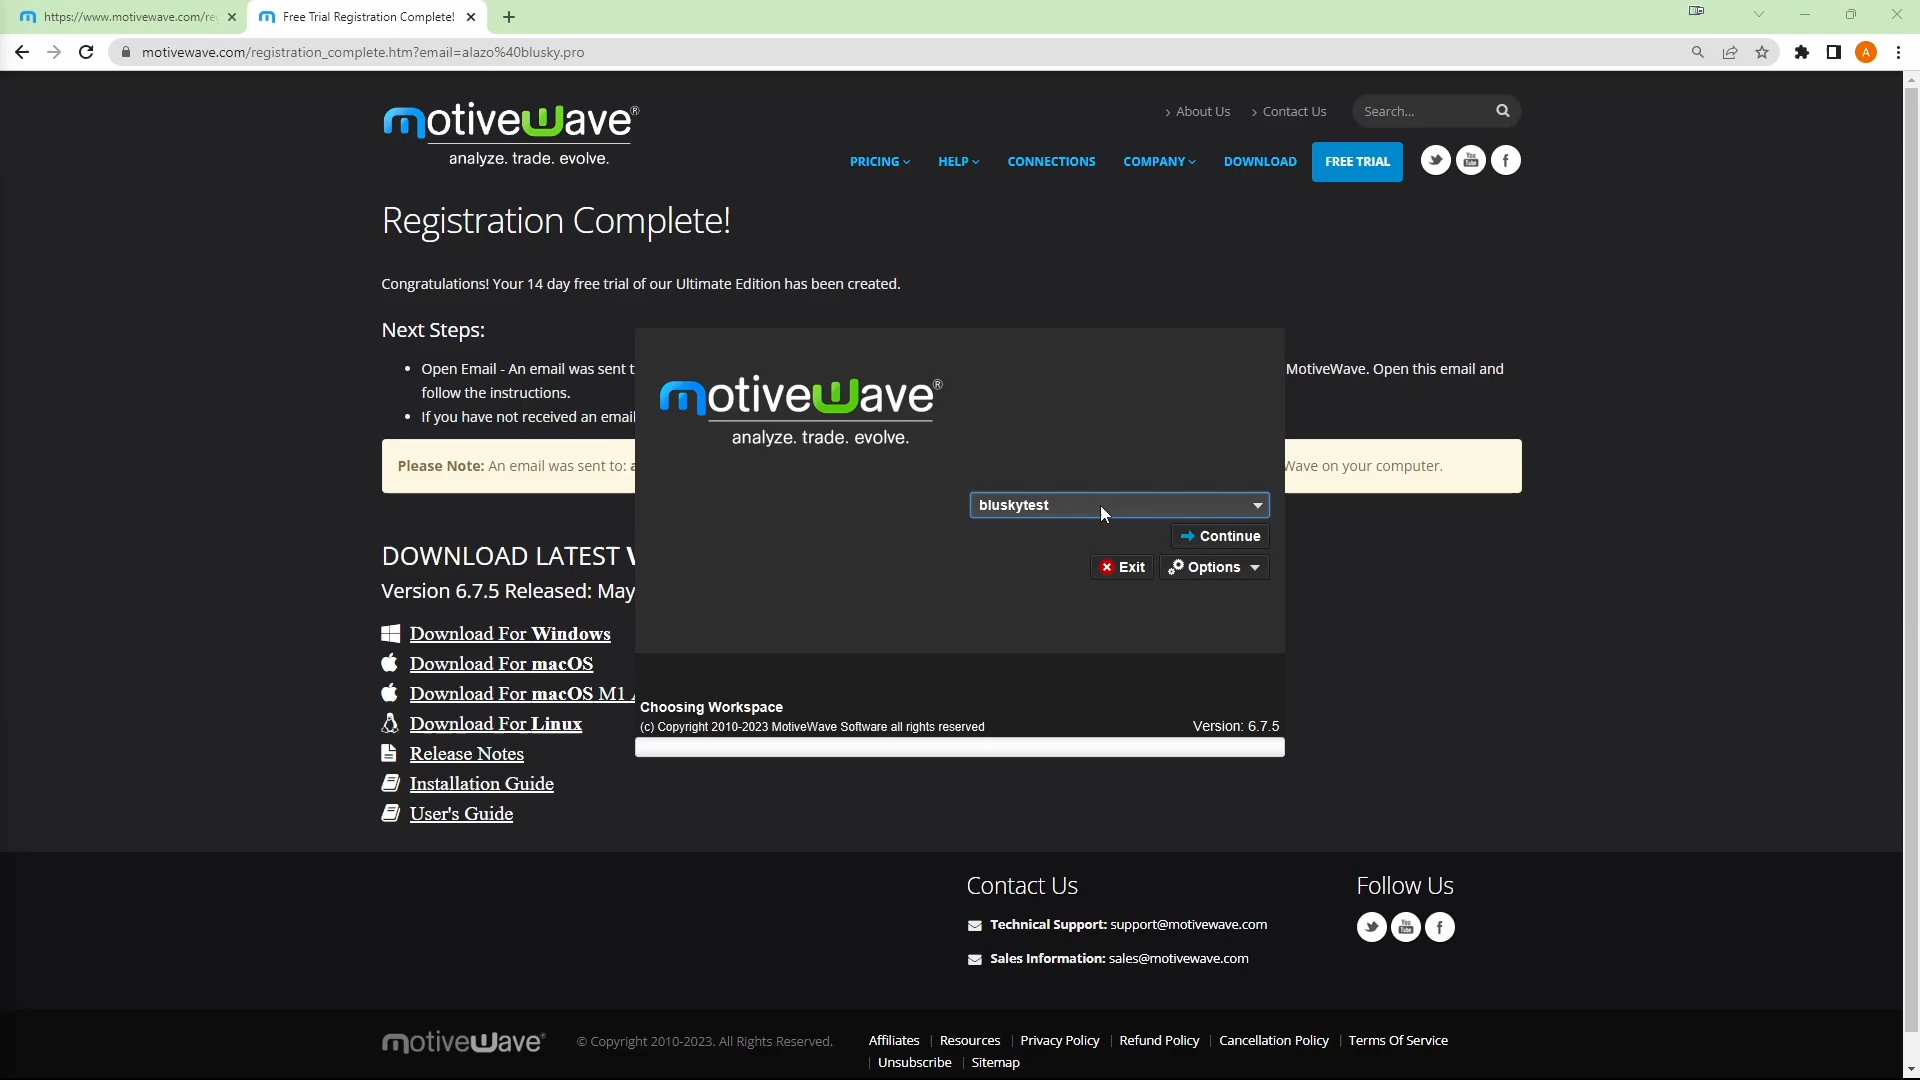 https://www.motivewave.com/re
Free Trial Registration Complete!
motivewave.com/registration_complete.htm?email=alazo%40blusky.pro
A
motivewave®
analyze. trade. evolve.
About Us
Contact Us
Search...
PRICING
HELP
CONNECTIONS
COMPANY
DOWNLOAD
FREE TRIAL
You Tube
f
Registration Complete!
Congratulations! Your 14 day free trial of our Ultimate Edition has been created.
Next Steps:
• Open Email - An email was sent t
MotiveWave. Open this email and
follow the instructions.
• If you have not received an email
Please Note: An email was sent to: a
Wave on your computer.
motivewave®
analyze. trade. evolve.
bluskytest
Continue
Exit
Options
Choosing Workspace
(c) Copyright 2010-2023 MotiveWave Software all rights reserved
Version: 6.7.5
DOWNLOAD LATEST
Version 6.7.5 Released: May
Download For Windows
Download For macOS
Download For macOS M1
Download For Linux
Release Notes
Installation Guide
User's Guide
Contact Us
Technical Support: support@motivewave.com
Sales Information: sales@motivewave.com
Follow Us
You Tube
f
motivewave®
© Copyright 2010-2023. All Rights Reserved.
Affiliates | Resources | Privacy Policy | Refund Policy | Cancellation Policy | Terms Of Service
| Unsubscribe | Sitemap